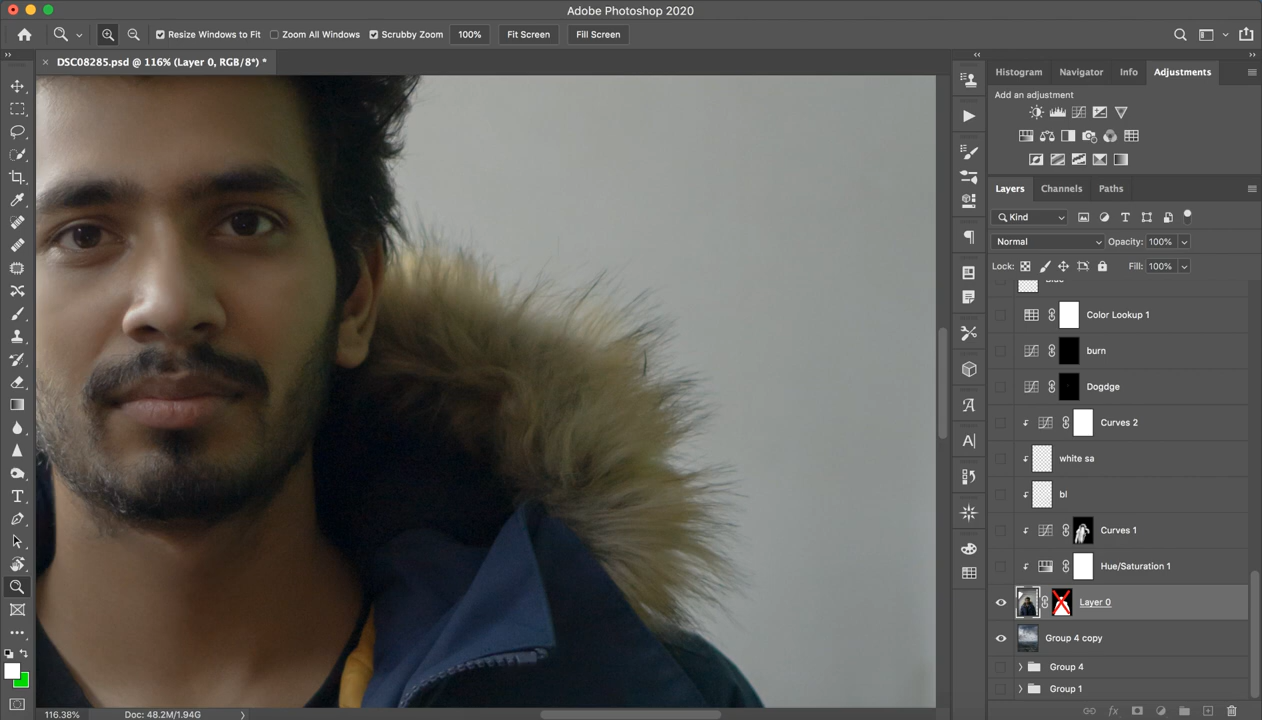 Adobe Photoshop 2020
Resize Windows to Fit Zoom All Windows Scrubby Zoom 100% Fit Screen Fill Screen
DSC08285.psd @ 116% (Layer 0, RGB/8*) *
Histogram Navigator Info Adjustments
Add an adjustment
Layers Channels Paths
Kind
Normal Opacity: 100%
Lock: Fill: 100%
Color Lookup 1
burn
Dogdge
Curves 2
white sa
bl
Curves 1
Hue/Saturation 1
Layer 0
Group 4 copy
Group 4
Group 1
116.38% Doc: 48.2M/1.94G